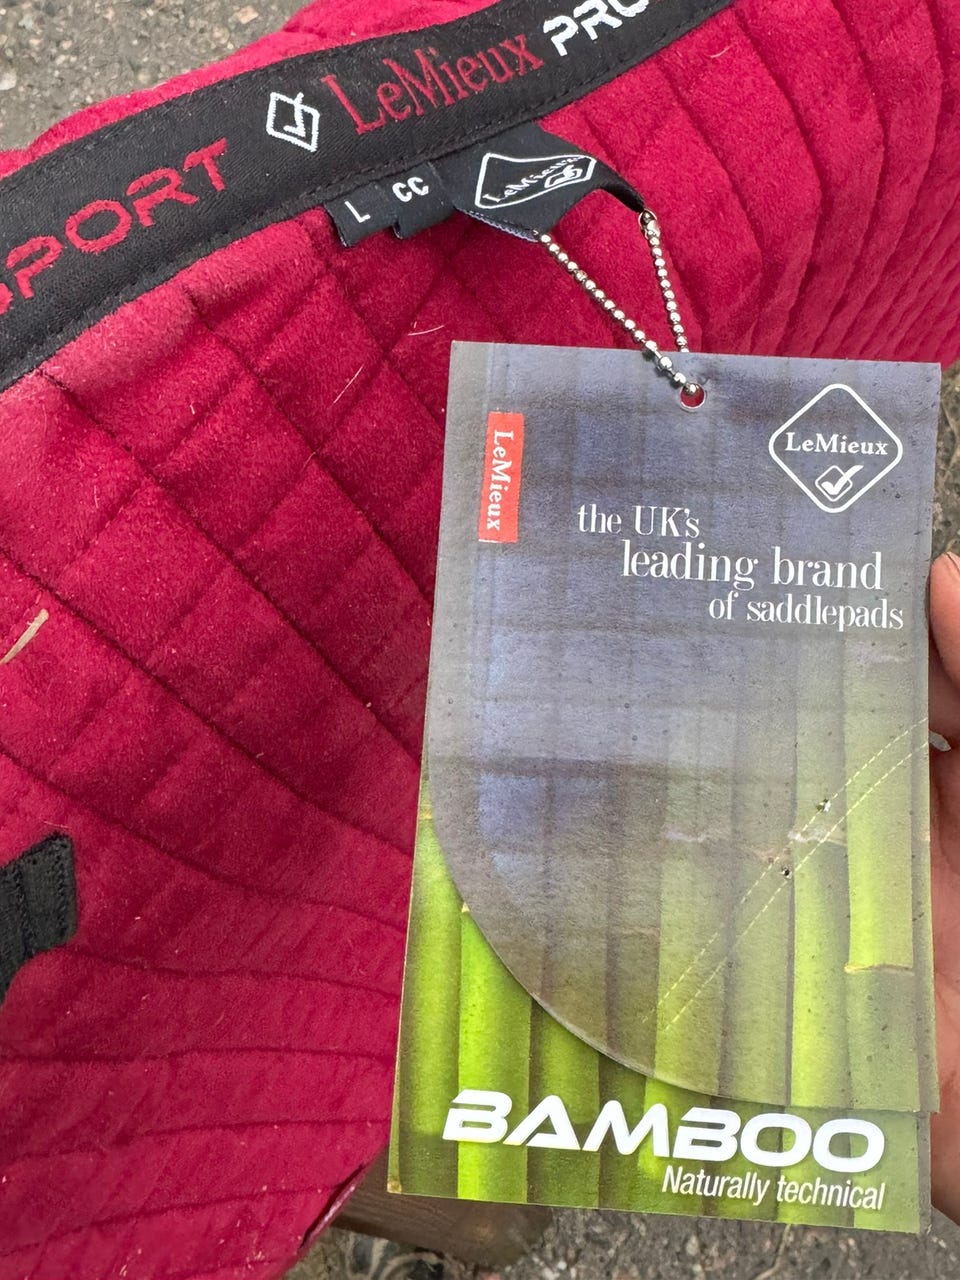 LeMieux PRO
SPORT
L
CC
LeMieux
LeMieux
LeMieux
the UK's
leading brand
of saddlepads
BAMBOO
Naturally technical